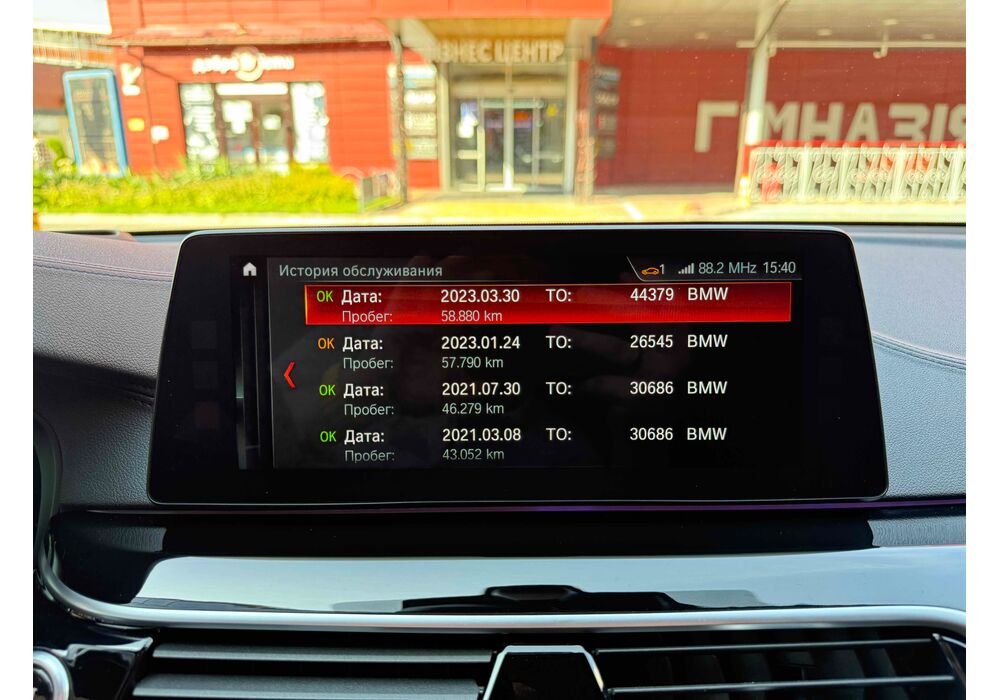 БІЗНЕС ЦЕНТР
ГІМНАЗІЯ
История обслуживания
1 88.2 MHz 15:40
OK Дата: 2023.03.30 ТО: 44379 BMW
Пробег: 58.880 km
OK Дата: 2023.01.24 ТО: 26545 BMW
Пробег: 57.790 km
OK Дата: 2021.07.30 ТО: 30686 BMW
Пробег: 46.279 km
OK Дата: 2021.03.08 ТО: 30686 BMW
Пробег: 43.052 km